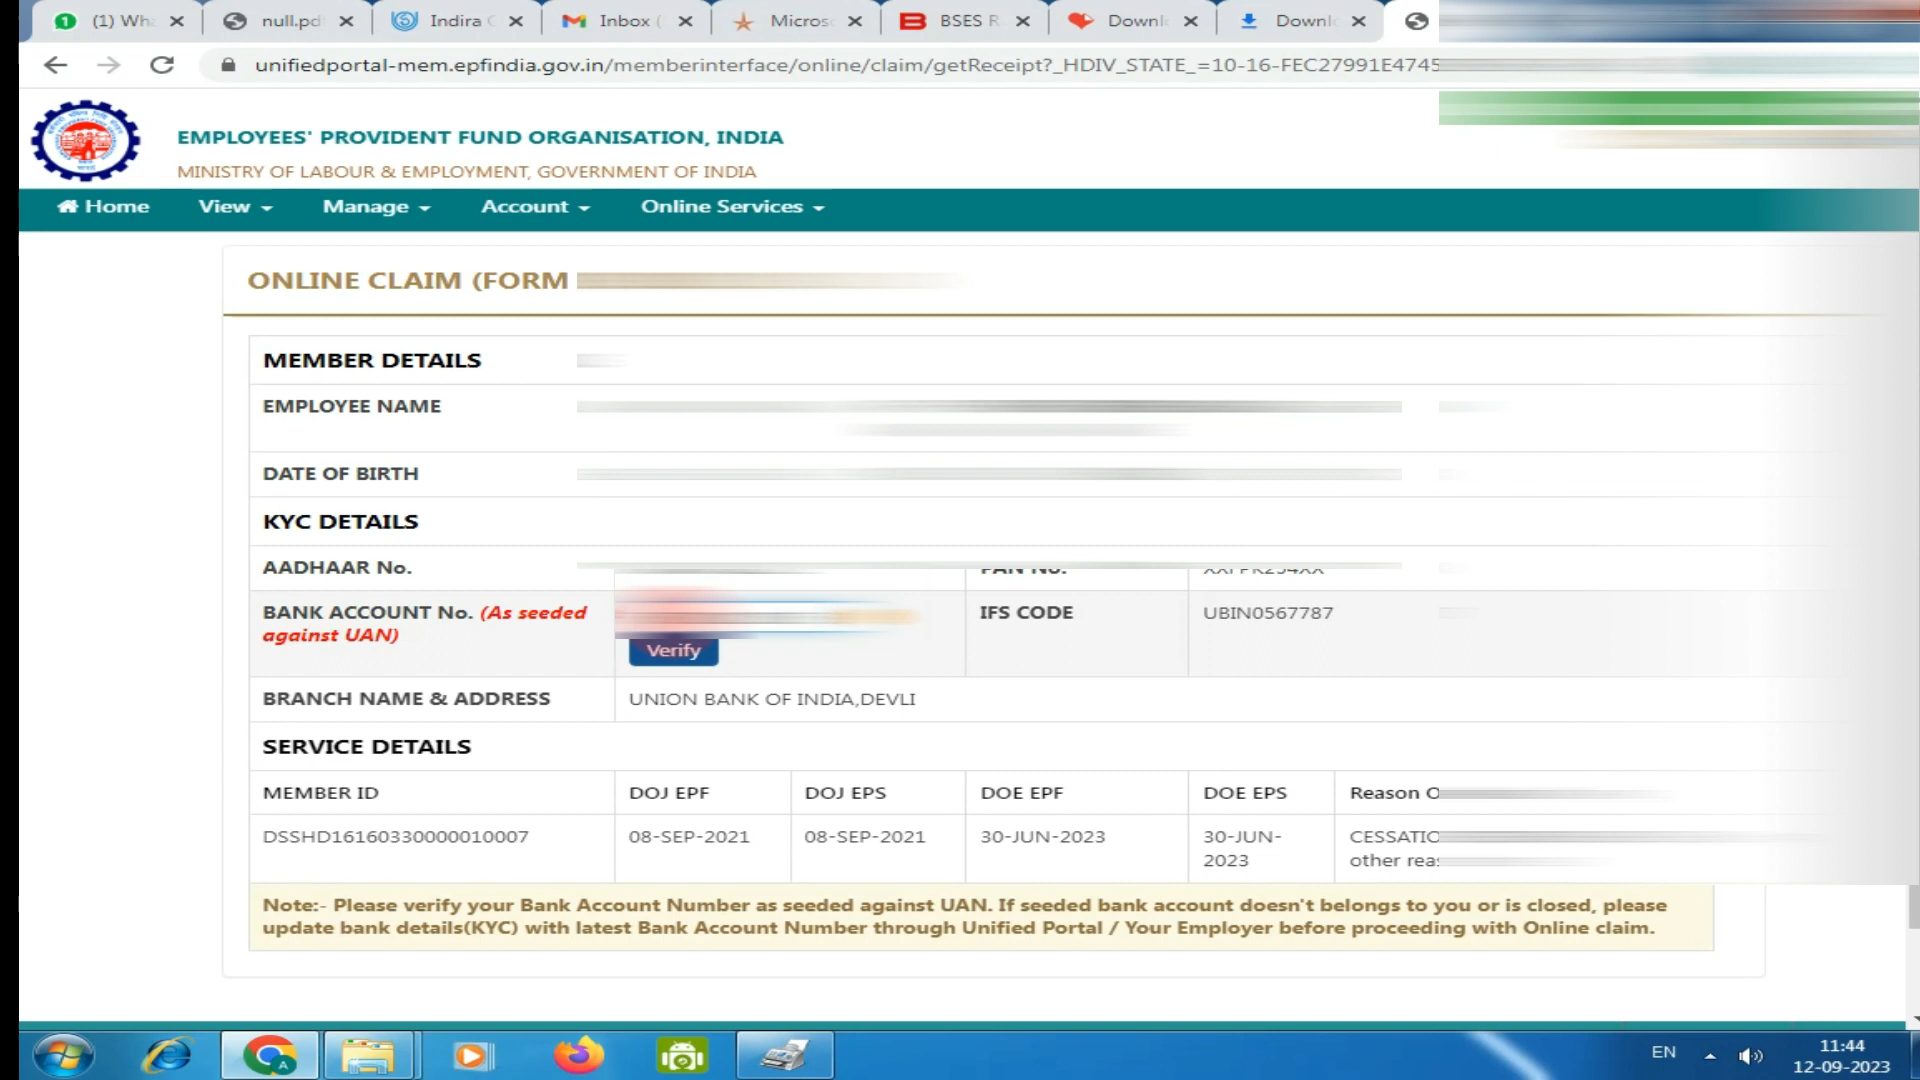 (1) Wh
null.pd
Indira
Inbox (
Micros
BSES R
Downl
Downl
unifiedportal-mem.epfindia.gov.in/memberinterface/online/claim/getReceipt?_HDIV_STATE_=10-16-FEC27991E4745
EMPLOYEES' PROVIDENT FUND ORGANISATION, INDIA
MINISTRY OF LABOUR & EMPLOYMENT, GOVERNMENT OF INDIA
Home View Manage Account Online Services
ONLINE CLAIM (FORM
MEMBER DETAILS
EMPLOYEE NAME
DATE OF BIRTH
KYC DETAILS
AADHAAR No. PAN No.
BANK ACCOUNT No. (As seeded against UAN) IFS CODE UBIN0567787
Verify
BRANCH NAME & ADDRESS UNION BANK OF INDIA,DEVLI
SERVICE DETAILS
MEMBER ID DOJ EPF DOJ EPS DOE EPF DOE EPS Reason
DSSHD16160330000010007 08-SEP-2021 08-SEP-2021 30-JUN-2023 30-JUN-2023 CESSATIO
other rea
Note:- Please verify your Bank Account Number as seeded against UAN. If seeded bank account doesn't belongs to you or is closed, please
update bank details(KYC) with latest Bank Account Number through Unified Portal / Your Employer before proceeding with Online claim.
EN
11:44
12-09-2023